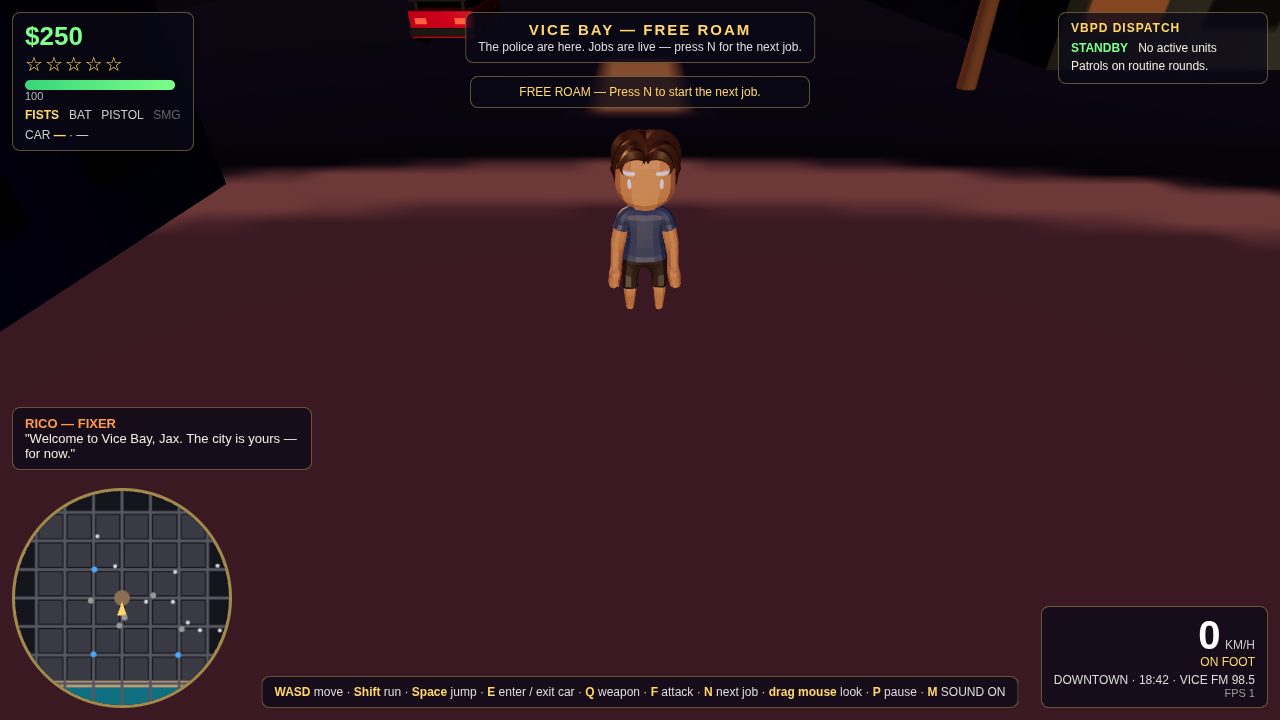 $250
☆☆☆☆☆
100
FISTS BAT PISTOL SMG
CAR — · —
VICE BAY — FREE ROAM
The police are here. Jobs are live — press N for the next job.
FREE ROAM — Press N to start the next job.
VBPD DISPATCH
STANDBY No active units
Patrols on routine rounds.
RICO — FIXER
"Welcome to Vice Bay, Jax. The city is yours —
for now."
WASD move · Shift run · Space jump · E enter / exit car · Q weapon · F attack · N next job · drag mouse look · P pause · M SOUND ON
0 KM/H
ON FOOT
DOWNTOWN · 18:42 · VICE FM 98.5
FPS 1